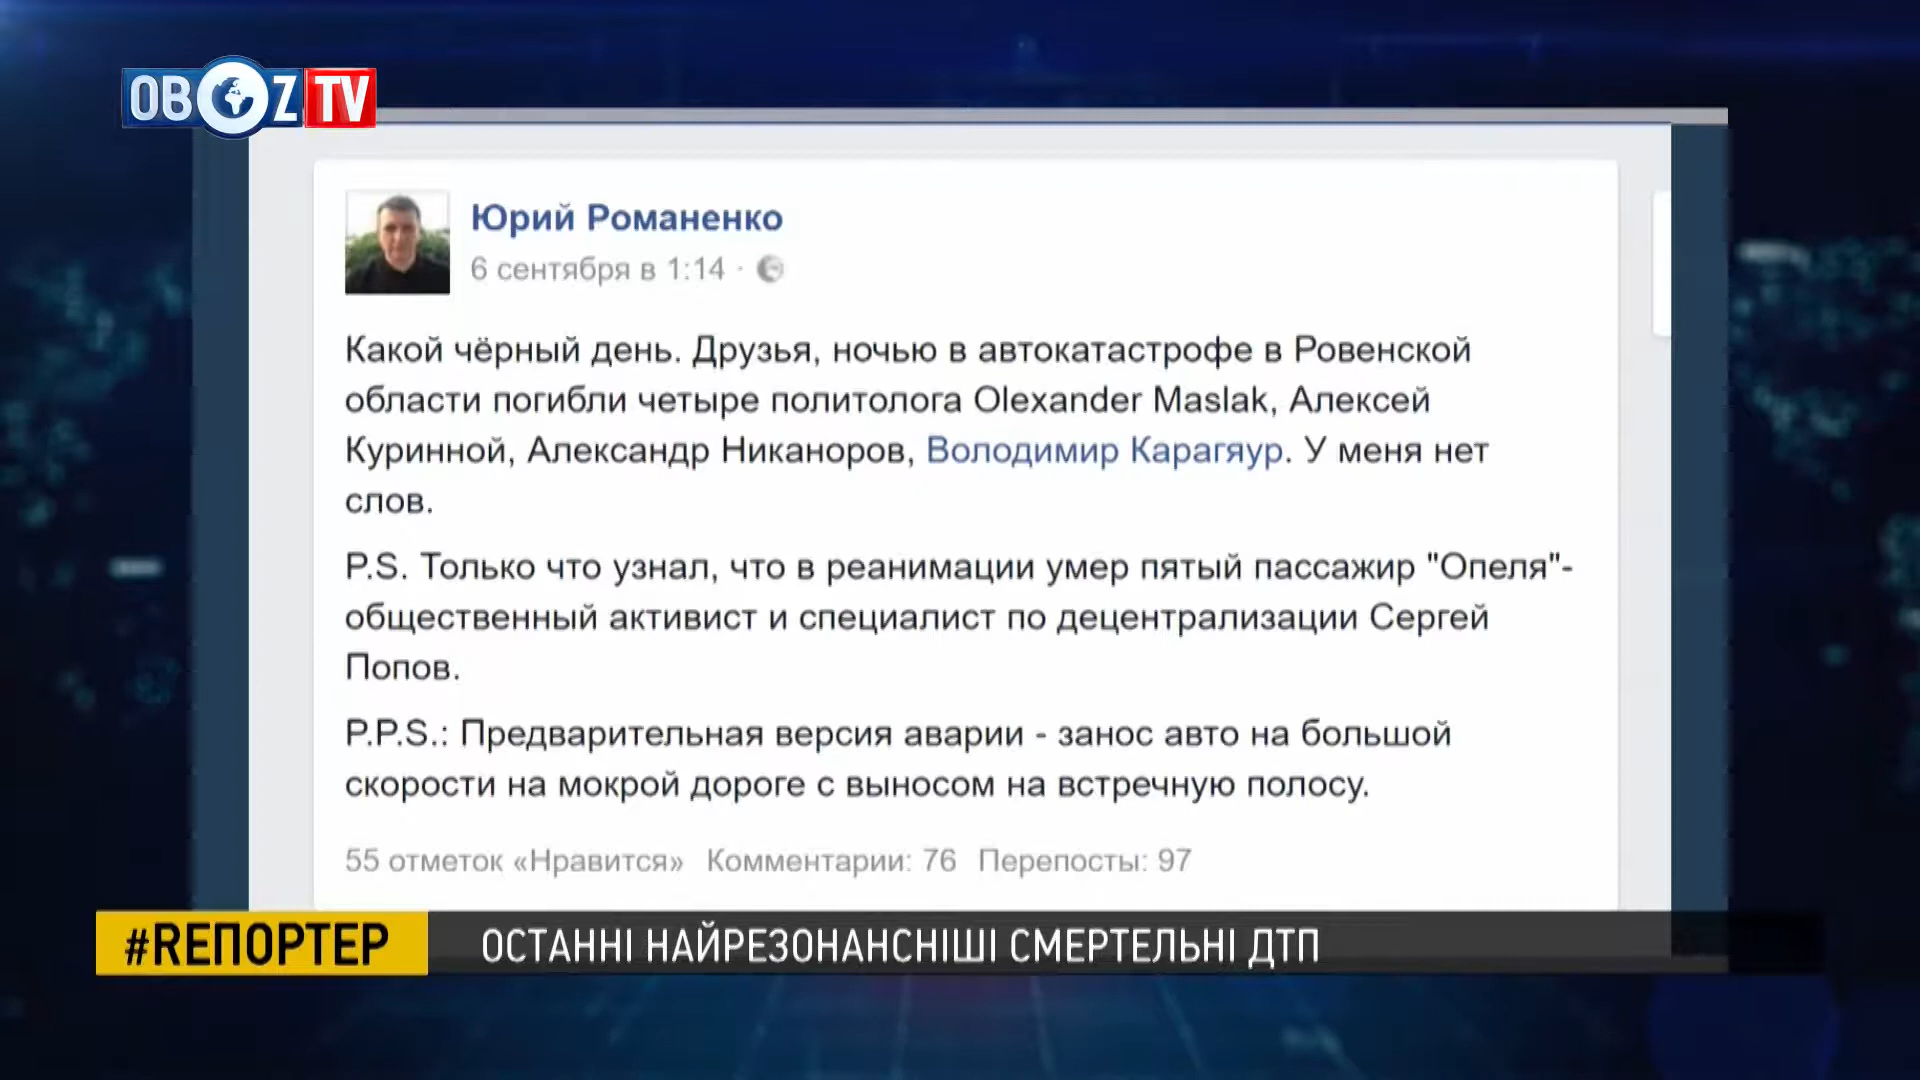 OBOZ TV
Юрий Романенко
6 сентября в 1:14 ·
Какой чёрный день. Друзья, ночью в автокатастрофе в Ровенской
области погибли четыре политолога Olexander Maslak, Алексей
Куринной, Александр Никаноров, Володимир Карагяур. У меня нет
слов.
P.S. Только что узнал, что в реанимации умер пятый пассажир "Опеля"-
общественный активист и специалист по децентрализации Сергей
Попов.
P.P.S.: Предварительная версия аварии - занос авто на большой
скорости на мокрой дороге с выносом на встречную полосу.
55 отметок «Нравится» Комментарии: 76 Перепосты: 97
#RЕПОРТЕР ОСТАННІ НАЙРЕЗОНАНСНІШІ СМЕРТЕЛЬНІ ДТП